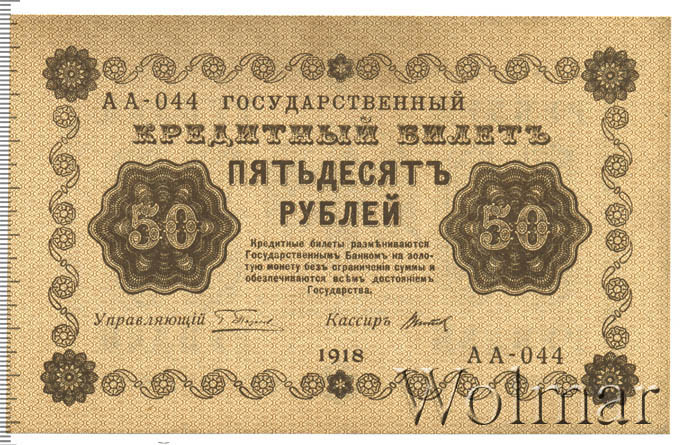 АА-044 ГОСУДАРСТВЕННЫЙ
КРЕДИТНЫЙ БИЛЕТЪ
ПЯТЬДЕСЯТЪ
РУБЛЕЙ
50
50
Кредитные билеты размѣниваются
Государственнымъ Банкомъ на золо-
тую монету безъ ограниченія суммы и
обезпечиваются всѣмъ достояніемъ
Государства.
Управляющій
Кассиръ
1918
АА-044
Wolmar